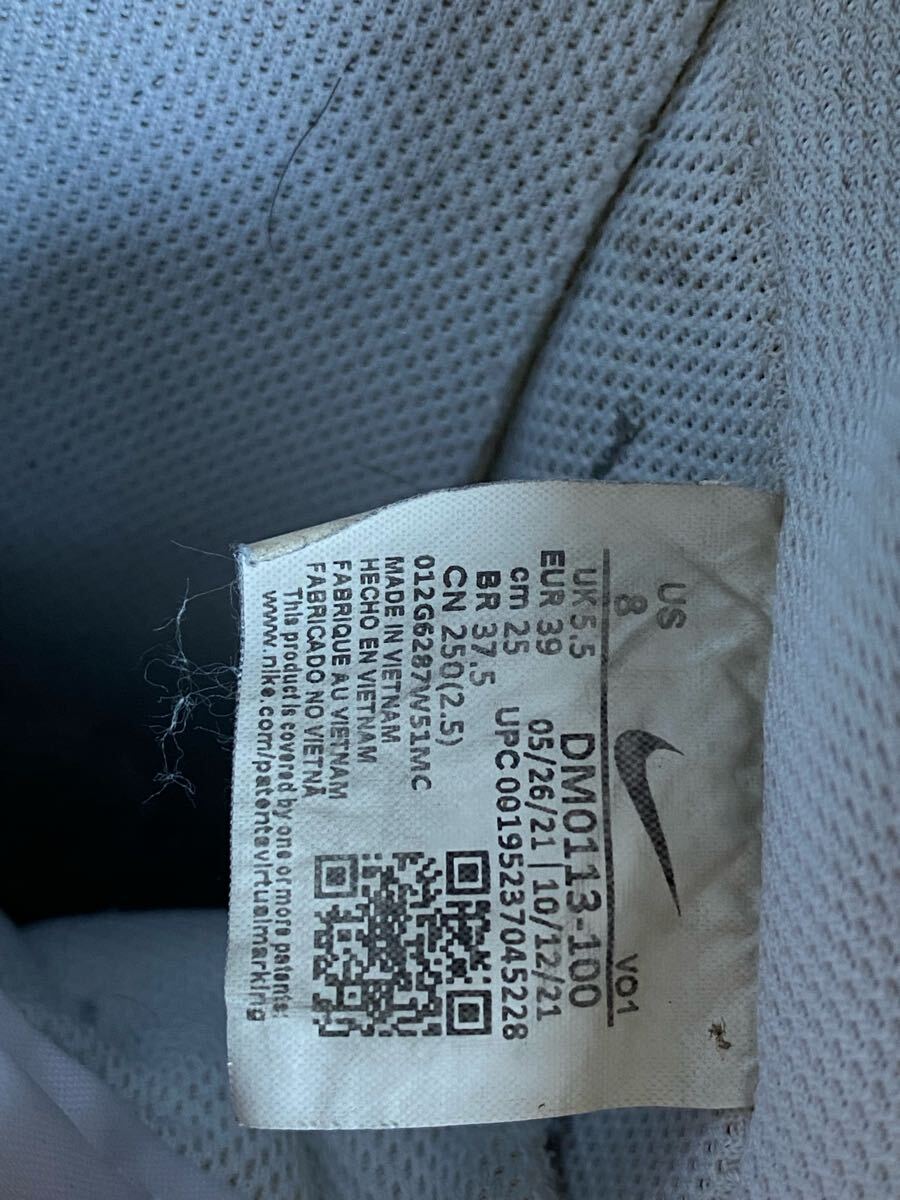 US
8
V01
UK 5.5
EUR 39
cm 25
BR 37.5
CN 250(2.5)
DM0113-100
05/26/21 | 10/12/21
UPC 00195237045228
012G6287W51MC
MADE IN VIETNAM
HECHO EN VIETNAM
FABRIQUE AU VIETNAM
FABRICADO NO VIETNÃ
This product is covered by one of more patents:
www.nike.com/patentsvirtualmarking